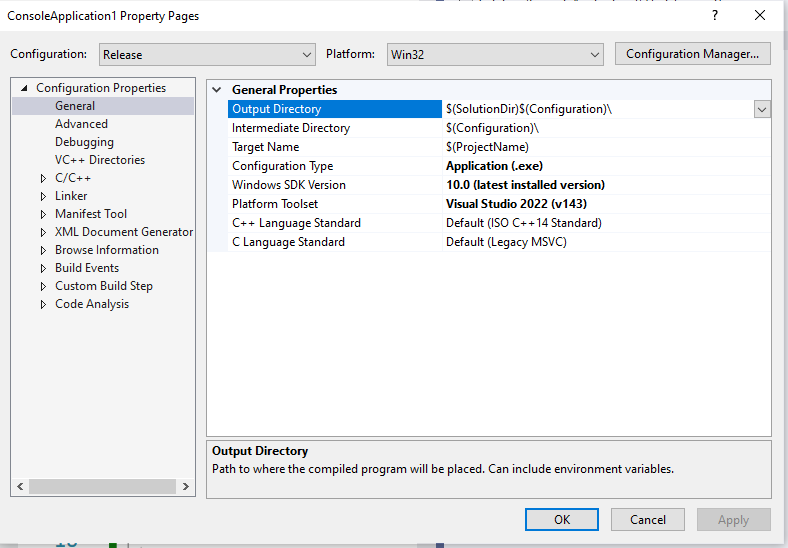 ConsoleApplication1 Property Pages
?
Configuration: Release Platform: Win32 Configuration Manager...
Configuration Properties
General
Advanced
Debugging
VC++ Directories
C/C++
Linker
Manifest Tool
XML Document Generator
Browse Information
Build Events
Custom Build Step
Code Analysis
General Properties
Output Directory $(SolutionDir)$(Configuration)\
Intermediate Directory $(Configuration)\
Target Name $(ProjectName)
Configuration Type Application (.exe)
Windows SDK Version 10.0 (latest installed version)
Platform Toolset Visual Studio 2022 (v143)
C++ Language Standard Default (ISO C++14 Standard)
C Language Standard Default (Legacy MSVC)
Output Directory
Path to where the compiled program will be placed. Can include environment variables.
OK Cancel Apply